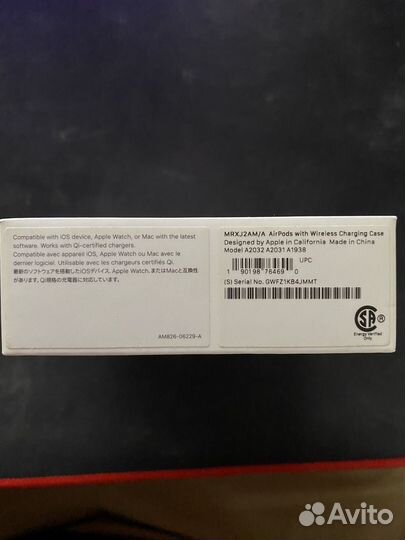 Compatible with iOS device, Apple Watch, or Mac with the latest
software. Works with Qi-certified chargers.
Compatible avec appareil iOS, Apple Watch ou Mac et le
dernier logiciel. Utilisable avec les chargeurs certifiés Qi.
最新のソフトウェアを搭載したiOSデバイス、Apple Watch、またはMacと互換性
があります。Qi規格の充電器に対応しています。
AM826-06229-A
MRXJ2AM/A AirPods with Wireless Charging Case
Designed by Apple in California Made in China
Model A2032 A2031 A1938
UPC
1 90198 76469 0
(S) Serial No. GWFZ1KB4JMMT
SA
Energy Verified
Only
Avito